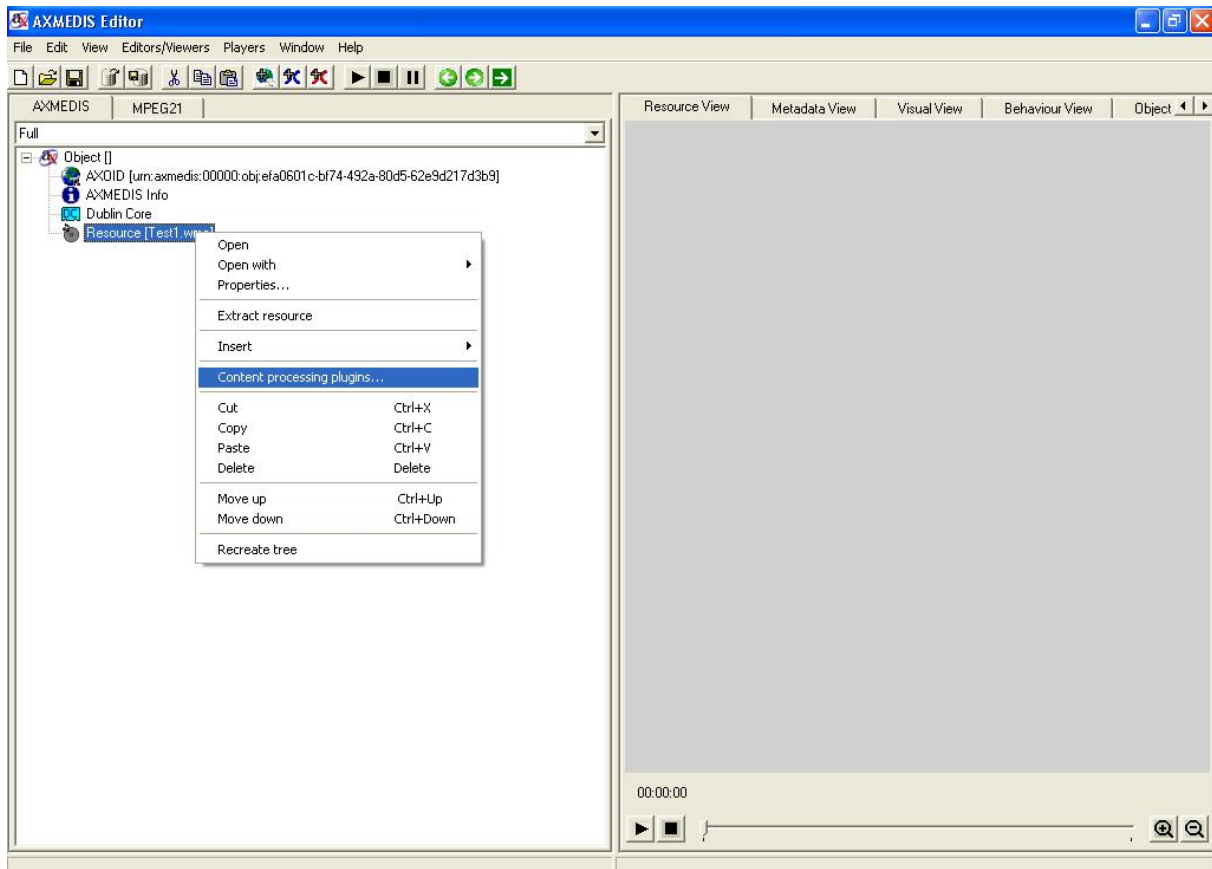 AXMEDIS Editor
File Edit View Editors/Viewers Players Window Help
AXMEDIS MPEG21
Resource View Metadata View Visual View Behaviour View Object
Full
Object []
AXOID [urn:axmedis:00000:obj:efa0601c-bf74-492a-80d5-62e9d217d3b9]
AXMEDIS Info
Dublin Core
Resource [Test1.wma]
Open
Open with
Properties...
Extract resource
Insert
Content processing plugins...
Cut Ctrl+X
Copy Ctrl+C
Paste Ctrl+V
Delete Delete
Move up Ctrl+Up
Move down Ctrl+Down
Recreate tree
00:00:00